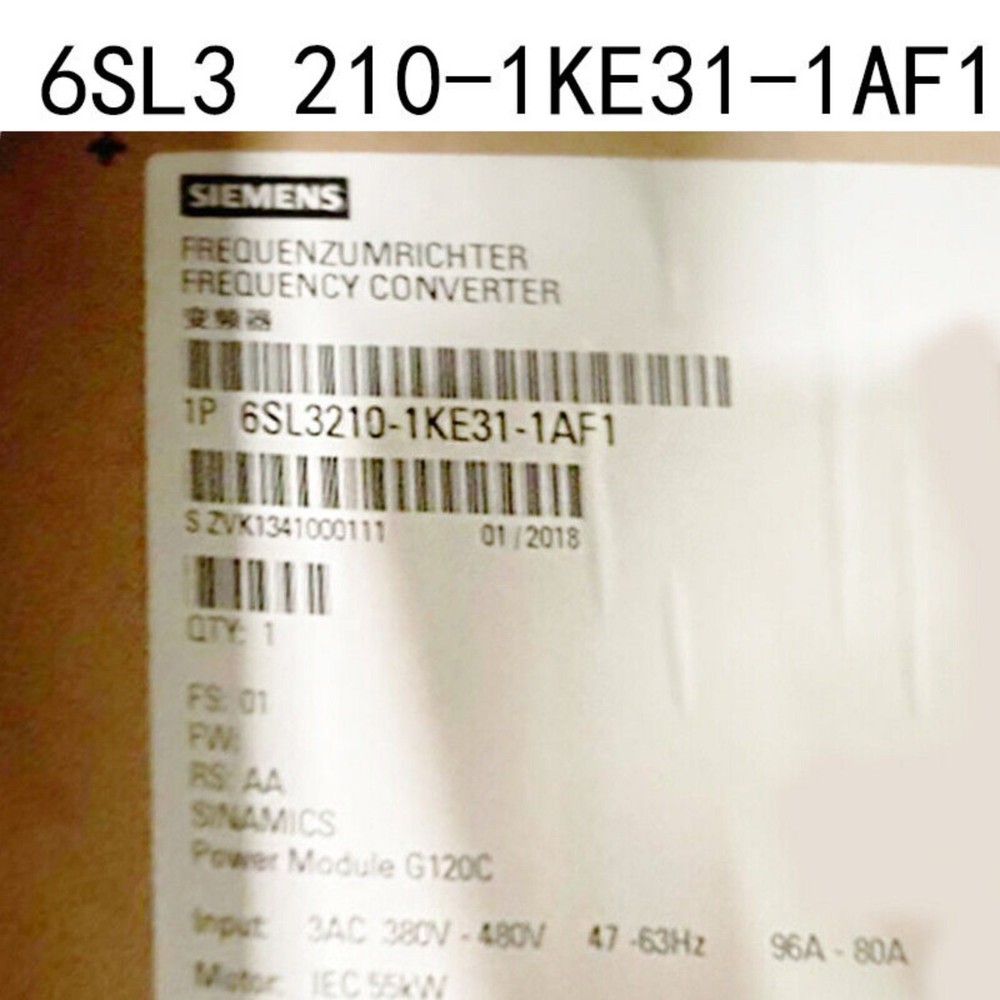 6SL3 210-1KE31-1AF1
SIEMENS
FREQUENZUMRICHTER
FREQUENCY CONVERTER
变频器
1P 6SL3210-1KE31-1AF1
S ZVK1341000111 01/2018
QTY: 1
FS: 01
FW:
RS: AA
SINAMICS
Power Module G120C
Input: 3AC 380V - 480V 47 -63Hz 96A - 80A
Motor: IEC 55kW